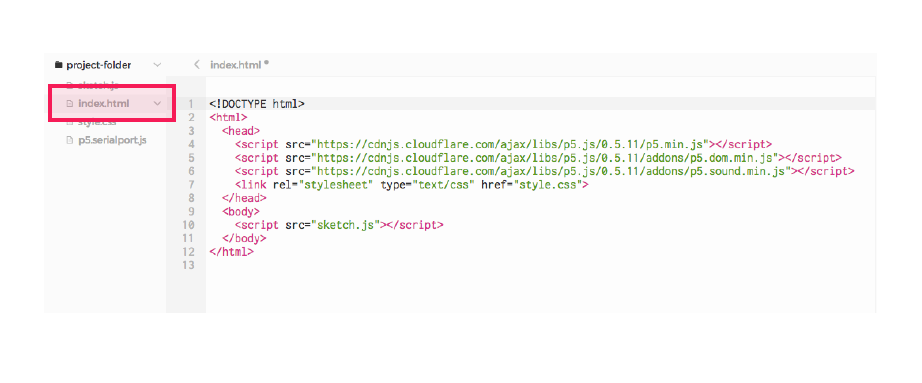 project-folder
index.html
sketch.js
index.html
style.css
p5.serialport.js
1 <!DOCTYPE html>
2 <html>
3 <head>
4 <script src="https://cdnjs.cloudflare.com/ajax/libs/p5.js/0.5.11/p5.min.js"></script>
5 <script src="https://cdnjs.cloudflare.com/ajax/libs/p5.js/0.5.11/addons/p5.dom.min.js"></script>
6 <script src="https://cdnjs.cloudflare.com/ajax/libs/p5.js/0.5.11/addons/p5.sound.min.js"></script>
7 <link rel="stylesheet" type="text/css" href="style.css">
8 </head>
9 <body>
10 <script src="sketch.js"></script>
11 </body>
12 </html>
13